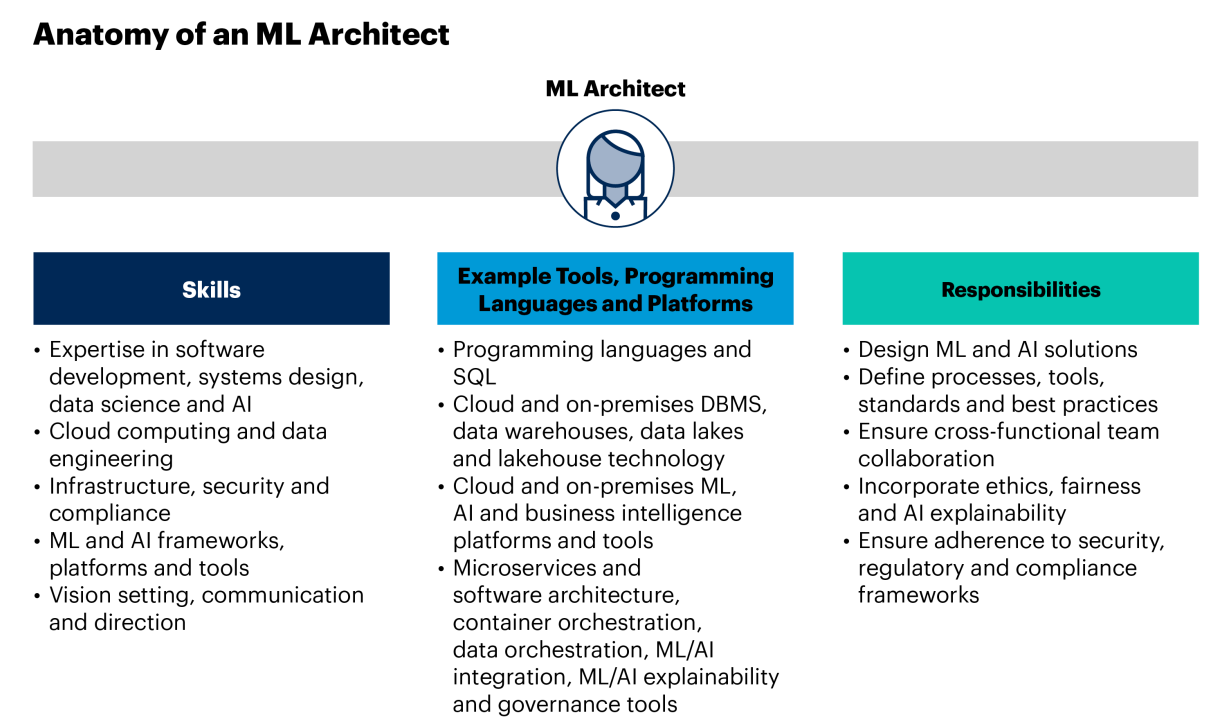 Anatomy of an ML Architect
ML Architect
Skills
• Expertise in software
development, systems design,
data science and AI
• Cloud computing and data
engineering
• Infrastructure, security and
compliance
• ML and AI frameworks,
platforms and tools
• Vision setting, communication
and direction
Example Tools, Programming
Languages and Platforms
• Programming languages and
SQL
• Cloud and on-premises DBMS,
data warehouses, data lakes
and lakehouse technology
• Cloud and on-premises ML,
AI and business intelligence
platforms and tools
• Microservices and
software architecture,
container orchestration,
data orchestration, ML/AI
integration, ML/AI explainability
and governance tools
Responsibilities
• Design ML and AI solutions
• Define processes, tools,
standards and best practices
• Ensure cross-functional team
collaboration
• Incorporate ethics, fairness
and AI explainability
• Ensure adherence to security,
regulatory and compliance
frameworks